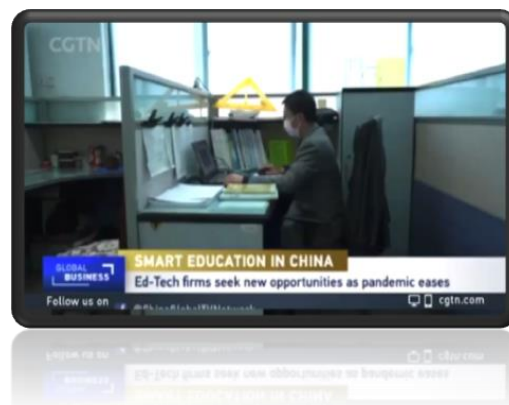 CGTN
SMART EDUCATION IN CHINA
GLOBAL
BUSINESS
Ed-Tech firms seek new opportunities as pandemic eases
Follow us on
cgtn.com